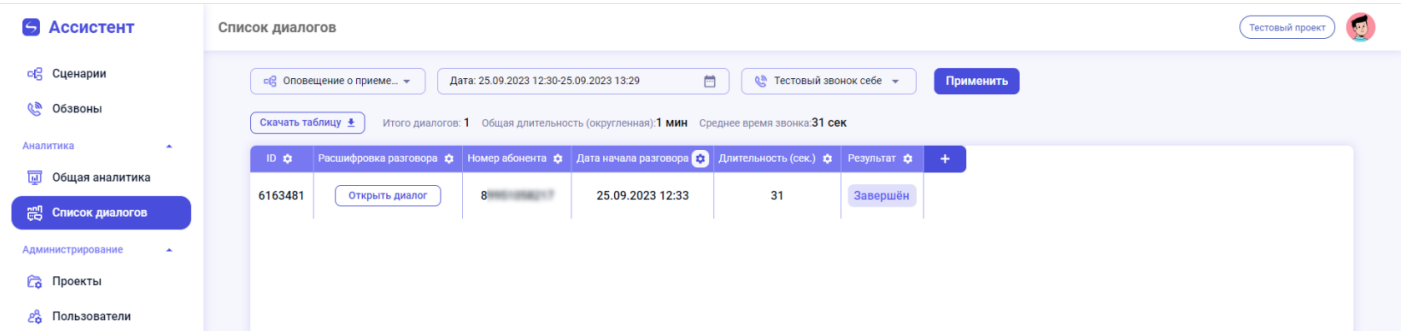 Ассистент
Список диалогов
Тестовый проект
Сценарии
Обзвоны
Аналитика
Общая аналитика
Список диалогов
Администрирование
Проекты
Пользователи
Оповещение о приеме... Дата: 25.09.2023 12:30-25.09.2023 13:29 Тестовый звонок себе Применить
Скачать таблицу Итого диалогов: 1 Общая длительность (округленная):1 мин Среднее время звонка:31 сек
ID Расшифровка разговора Номер абонента Дата начала разговора Длительность (сек.) Результат +
6163481 Открыть диалог 8 25.09.2023 12:33 31 Завершён